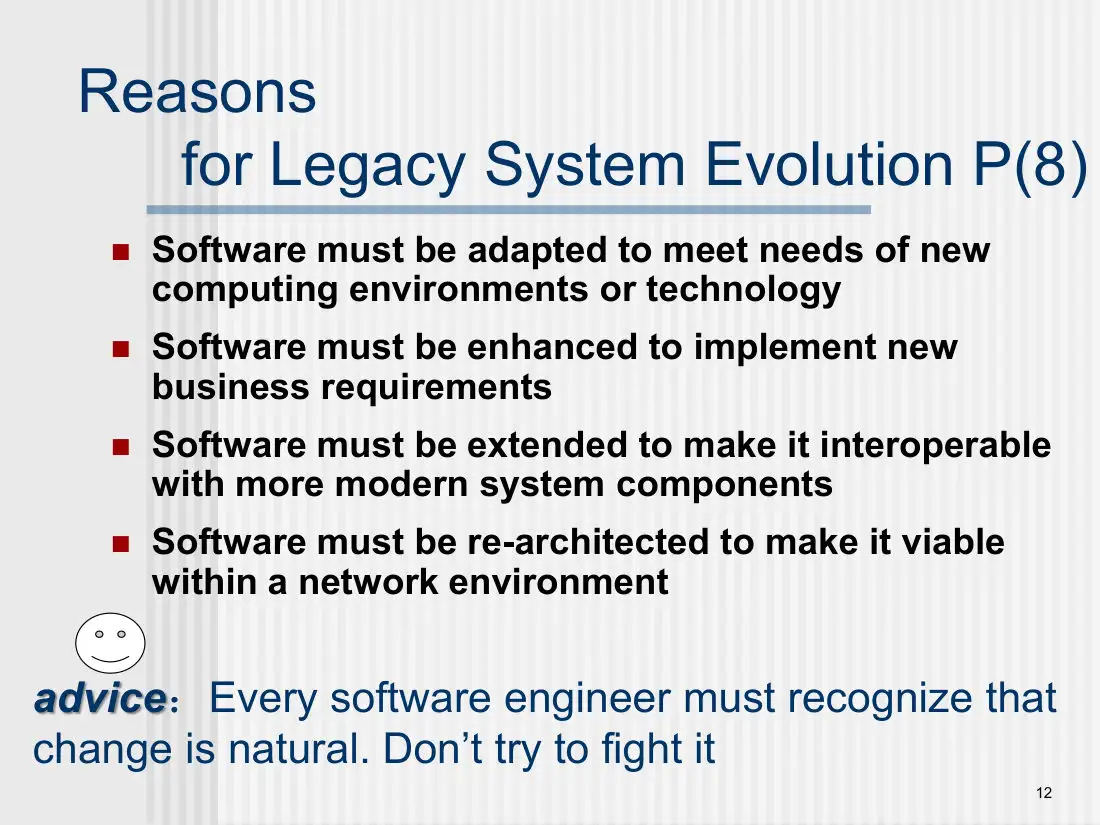 Reasons
for Legacy System Evolution P(8)
Software must be adapted to meet needs of new
computing environments or technology
Software must be enhanced to implement new
business requirements
Software must be extended to make it interoperable
with more modern system components
Software must be re-architected to make it viable
within a network environment
advice： Every software engineer must recognize that
change is natural. Don’t try to fight it
12